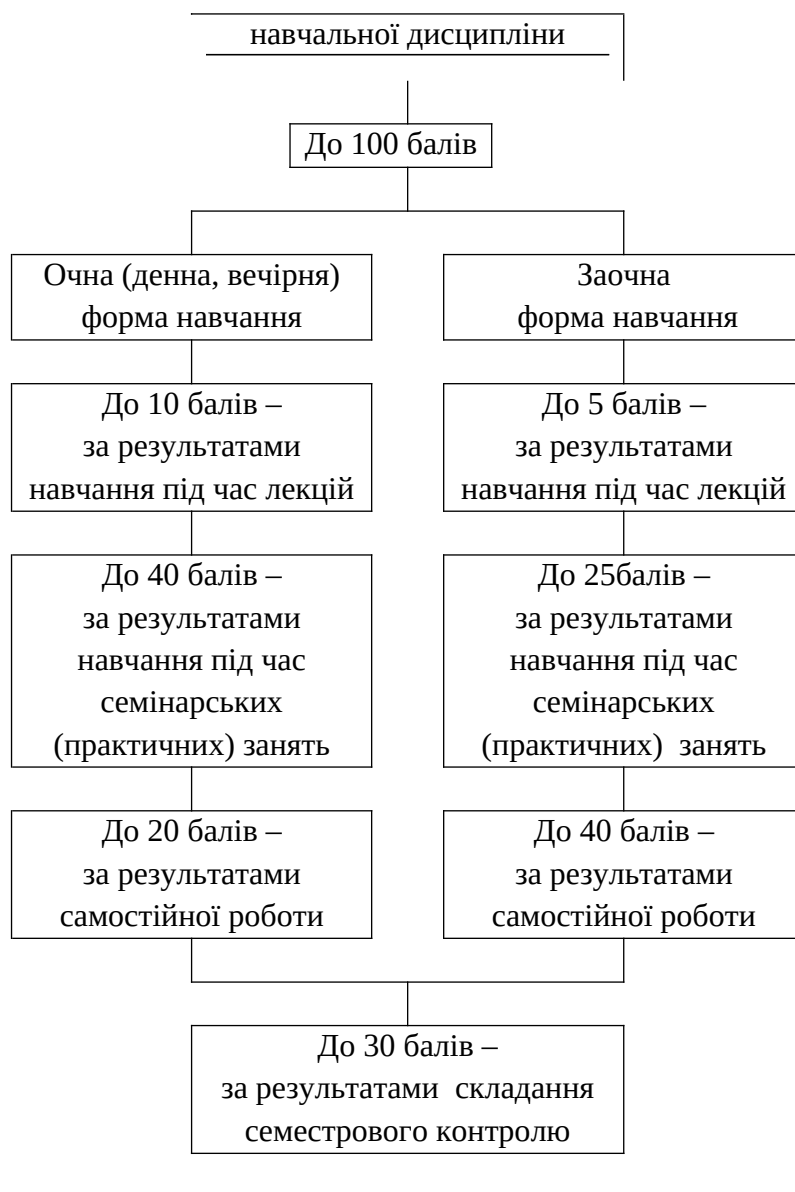 навчальної дисципліни
До 100 балів
Очна (денна, вечірня)
форма навчання
Заочна
форма навчання
До 10 балів –
за результатами
навчання під час лекцій
До 5 балів –
за результатами
навчання під час лекцій
До 40 балів –
за результатами
навчання під час
семінарських
(практичних) занять
До 25балів –
за результатами
навчання під час
семінарських
(практичних)  занять
До 20 балів –
за результатами
самостійної роботи
До 40 балів –
за результатами
самостійної роботи
До 30 балів –
за результатами  складання
семестрового контролю